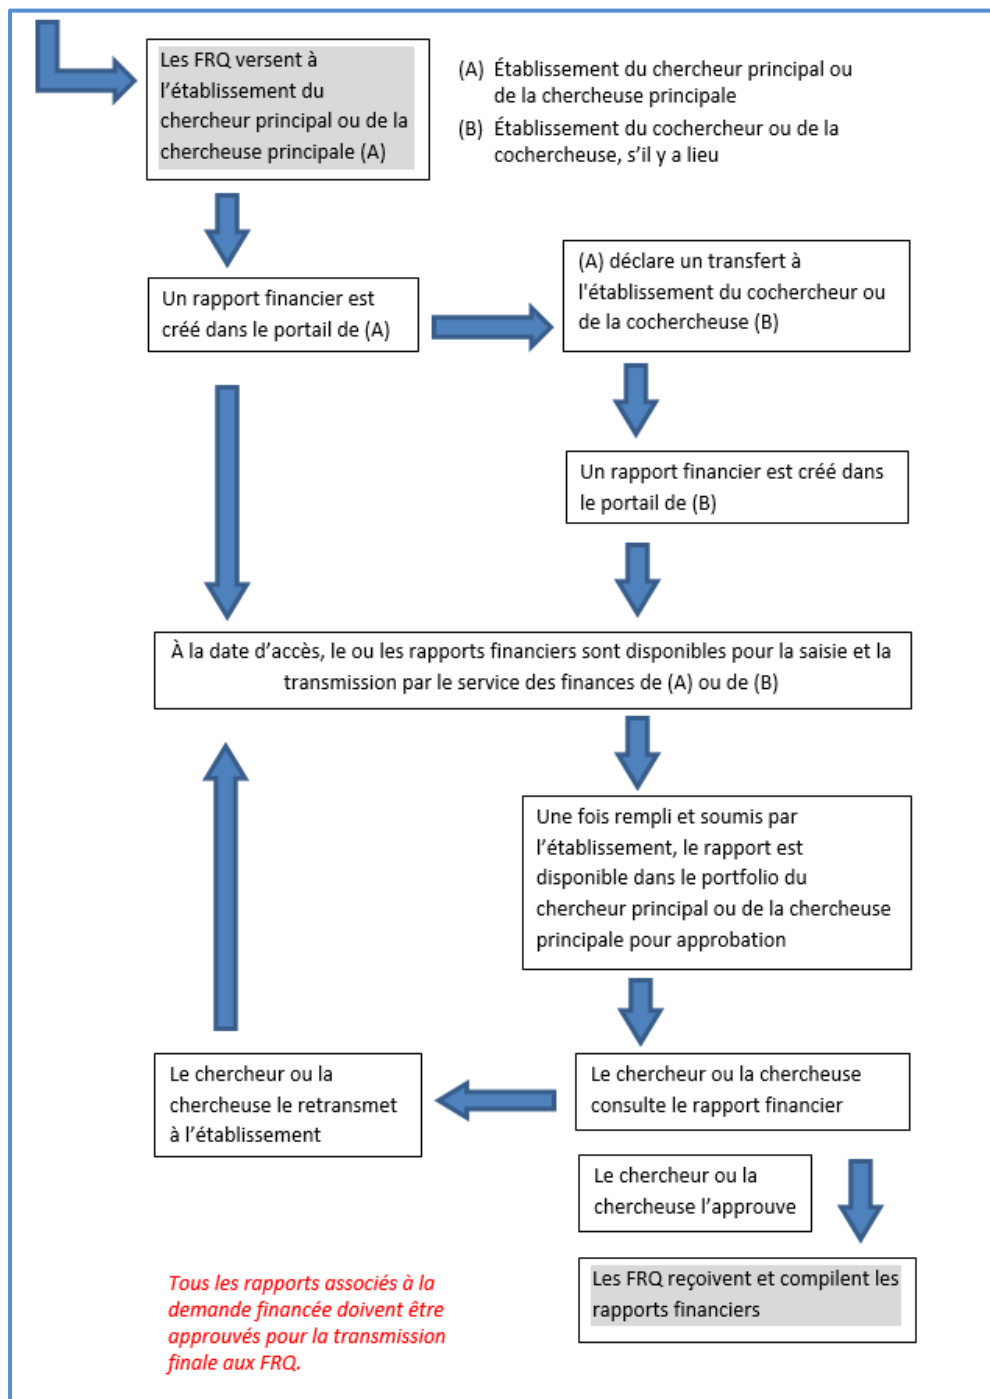 Les FRQ versent à
l’établissement du
chercheur principal ou de la
chercheuse principale (A)
(A) Établissement du chercheur principal ou
de la chercheuse principale
(B) Établissement du cochercheur ou de la
cochercheuse, s’il y a lieu
Un rapport financier est
créé dans le portail de (A)
(A) déclare un transfert à
l'établissement du cochercheur ou
de la cochercheuse (B)
Un rapport financier est créé dans
le portail de (B)
À la date d’accès, le ou les rapports financiers sont disponibles pour la saisie et la
transmission par le service des finances de (A) ou de (B)
Une fois rempli et soumis par
l’établissement, le rapport est
disponible dans le portfolio du
chercheur principal ou de la chercheuse
principale pour approbation
Le chercheur ou la
chercheuse le retransmet
à l’établissement
Le chercheur ou la chercheuse
consulte le rapport financier
Le chercheur ou la
chercheuse l’approuve
Les FRQ reçoivent et compilent les
rapports financiers
Tous les rapports associés à la
demande financée doivent être
approuvés pour la transmission
finale aux FRQ.